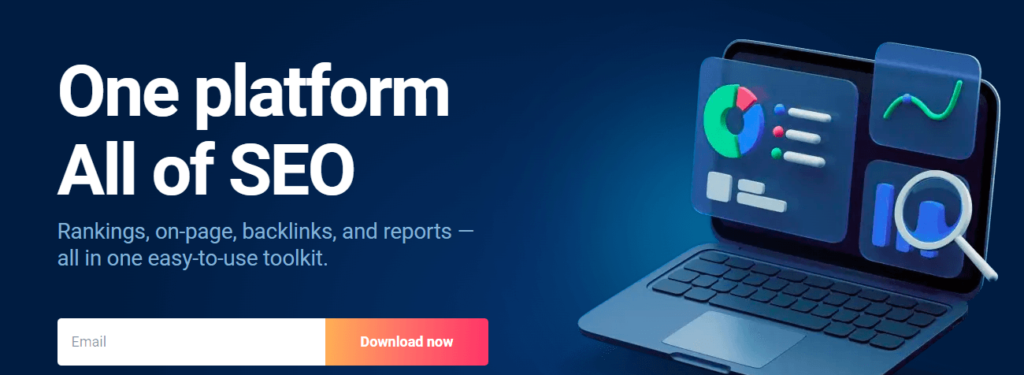 One platform
All of SEO
Rankings, on-page, backlinks, and reports —
all in one easy-to-use toolkit.
Email
Download now